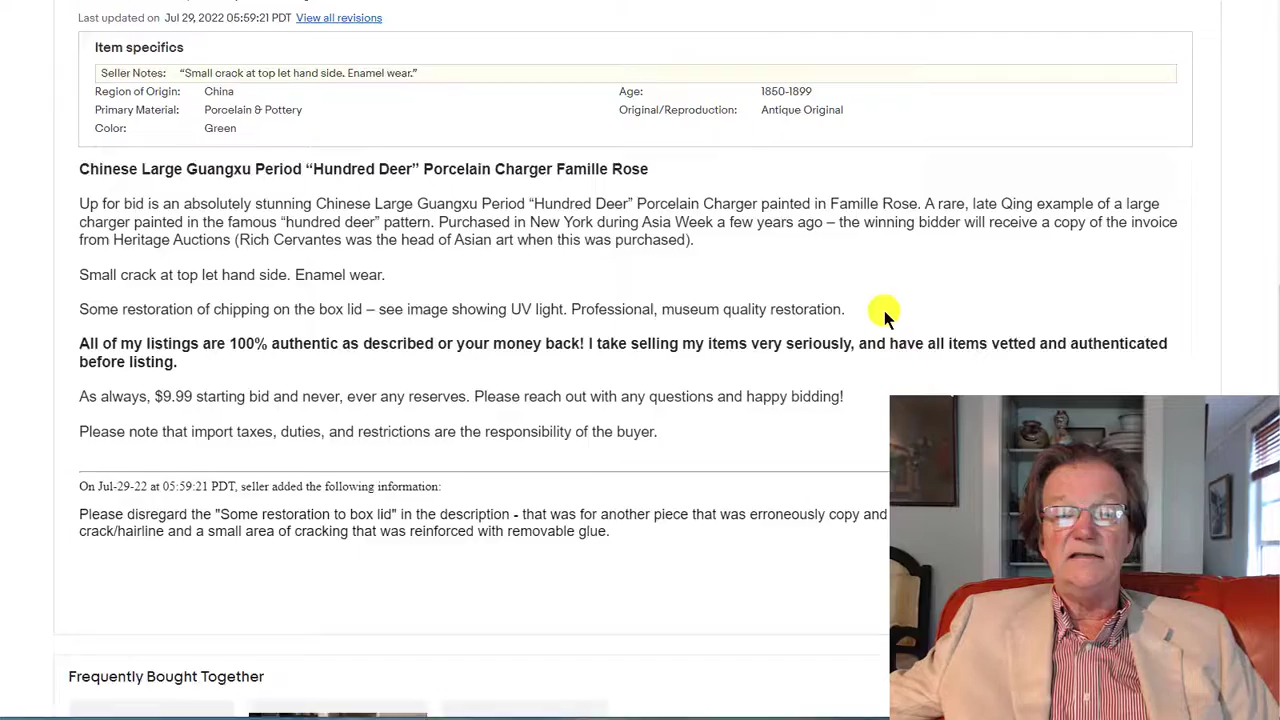 Last updated on Jul 29, 2022 05:59:21 PDT View all revisions
Item specifics
Seller Notes: “Small crack at top let hand side. Enamel wear.”
Region of Origin: China
Age: 1850-1899
Primary Material: Porcelain & Pottery
Original/Reproduction: Antique Original
Color: Green
Chinese Large Guangxu Period “Hundred Deer” Porcelain Charger Famille Rose
Up for bid is an absolutely stunning Chinese Large Guangxu Period “Hundred Deer” Porcelain Charger painted in Famille Rose. A rare, late Qing example of a large
charger painted in the famous “hundred deer” pattern. Purchased in New York during Asia Week a few years ago – the winning bidder will receive a copy of the invoice
from Heritage Auctions (Rich Cervantes was the head of Asian art when this was purchased).
Small crack at top let hand side. Enamel wear.
Some restoration of chipping on the box lid – see image showing UV light. Professional, museum quality restoration.
All of my listings are 100% authentic as described or your money back! I take selling my items very seriously, and have all items vetted and authenticated
before listing.
As always, $9.99 starting bid and never, ever any reserves. Please reach out with any questions and happy bidding!
Please note that import taxes, duties, and restrictions are the responsibility of the buyer.
On Jul-29-22 at 05:59:21 PDT, seller added the following information:
Please disregard the "Some restoration to box lid" in the description - that was for another piece that was erroneously copy and
crack/hairline and a small area of cracking that was reinforced with removable glue.
Frequently Bought Together